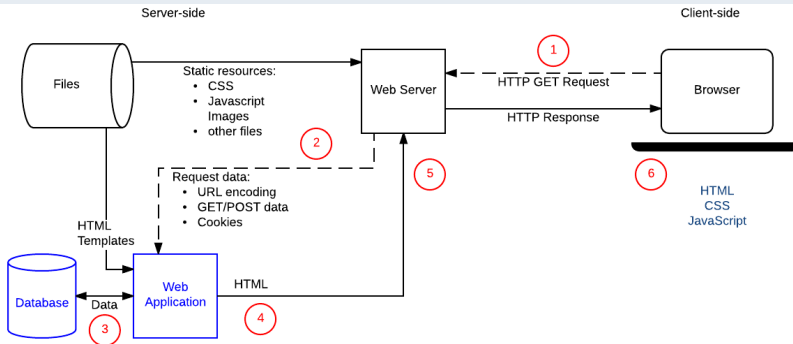 Server-side
Client-side
1
Files
Static resources:
• CSS
• Javascript
Images
• other files
Web Server
HTTP GET Request
HTTP Response
Browser
2
5
6
Request data:
• URL encoding
• GET/POST data
• Cookies
HTML
CSS
JavaScript
HTML
Templates
Database
Data
3
Web
Application
HTML
4